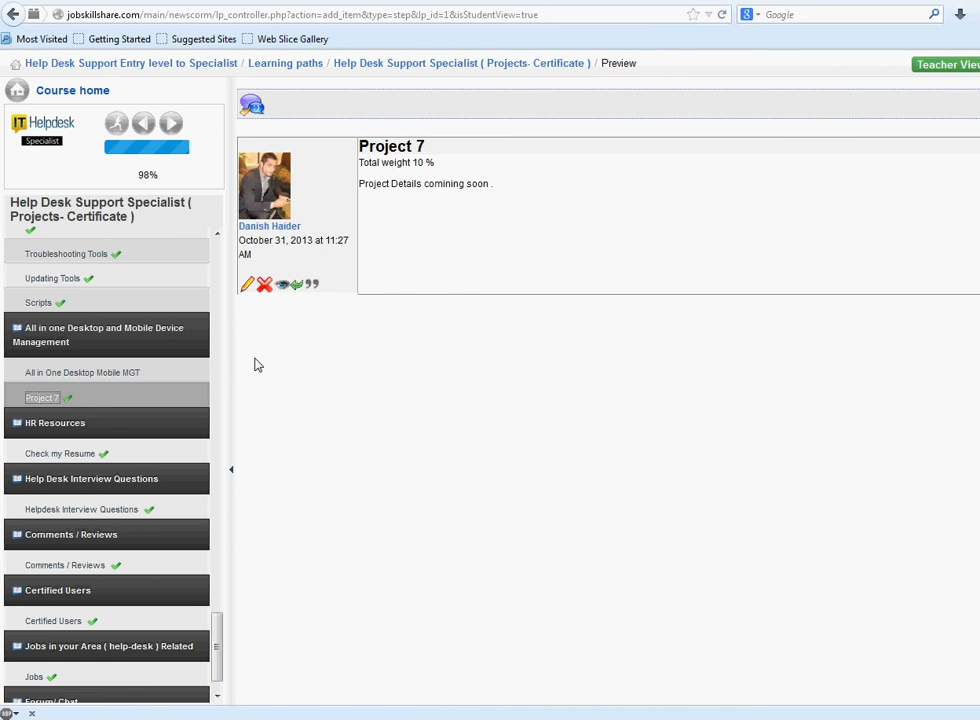 jobskillshare.org/main/newscorm/lp_controller.php?action=add_item&type=step&lp_id=1&isStudentView=true
Google
Most Visited Getting Started Suggested Sites Web Slice Gallery
Help Desk Support Entry level to Specialist / Learning paths / Help Desk Support Specialist ( Projects- Certificate ) / Preview
Teacher View
Course home
IT Helpdesk
Specialist
98%
Help Desk Support Specialist (
Projects- Certificate )
Troubleshooting Tools
Updating Tools
Scripts
All in one Desktop and Mobile Device
Management
All in One Desktop Mobile MGT
Project 7
HR Resources
Check my Resume
Help Desk Interview Questions
Helpdesk Interview Questions
Comments / Reviews
Comments / Reviews
Certified Users
Certified Users
Jobs in your Area ( help-desk ) Related
Jobs
Forum/ Chat
Project 7
Total weight 10 %
Project Details comining soon .
Danish Haider
October 31, 2013 at 11:27
AM
ABP